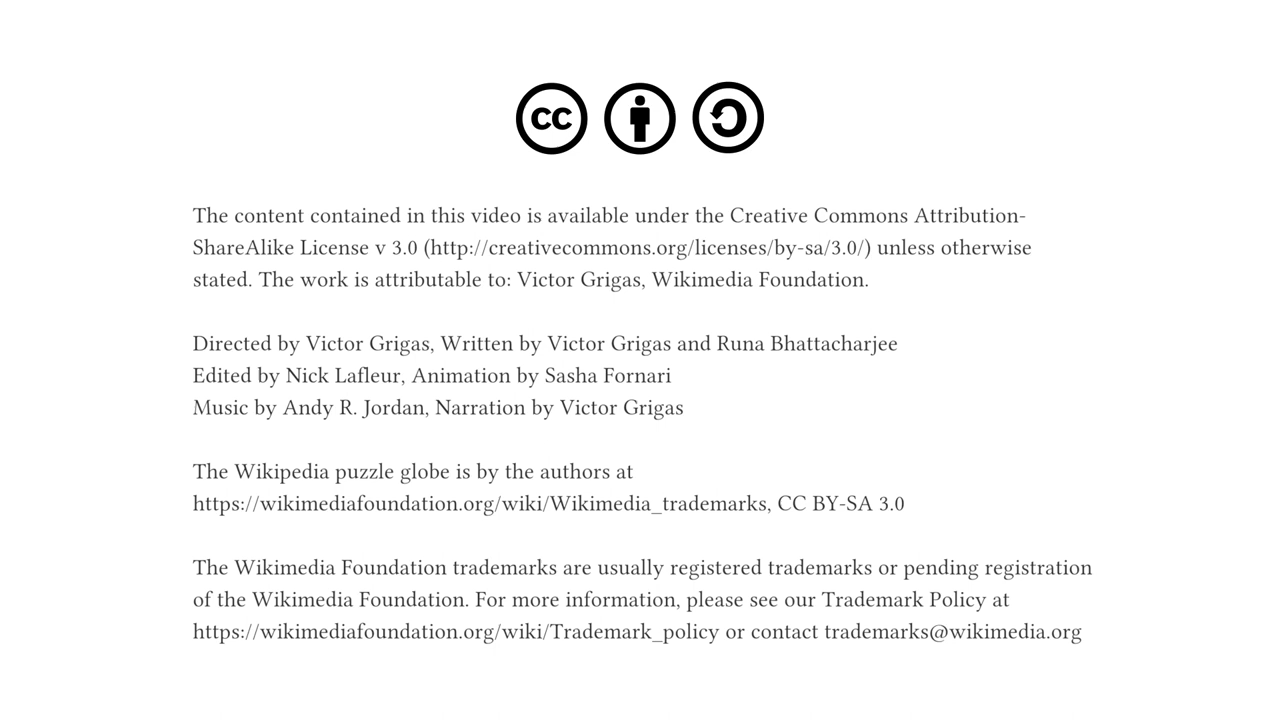 cc
The content contained in this video is available under the Creative Commons Attribution-
ShareAlike License v 3.0 (http://creativecommons.org/licenses/by-sa/3.0/) unless otherwise
stated. The work is attributable to: Victor Grigas, Wikimedia Foundation.
Directed by Victor Grigas, Written by Victor Grigas and Runa Bhattacharjee
Edited by Nick Lafleur, Animation by Sasha Fornari
Music by Andy R. Jordan, Narration by Victor Grigas
The Wikipedia puzzle globe is by the authors at
https://wikimediafoundation.org/wiki/Wikimedia_trademarks, CC BY-SA 3.0
The Wikimedia Foundation trademarks are usually registered trademarks or pending registration
of the Wikimedia Foundation. For more information, please see our Trademark Policy at
https://wikimediafoundation.org/wiki/Trademark_policy or contact trademarks@wikimedia.org